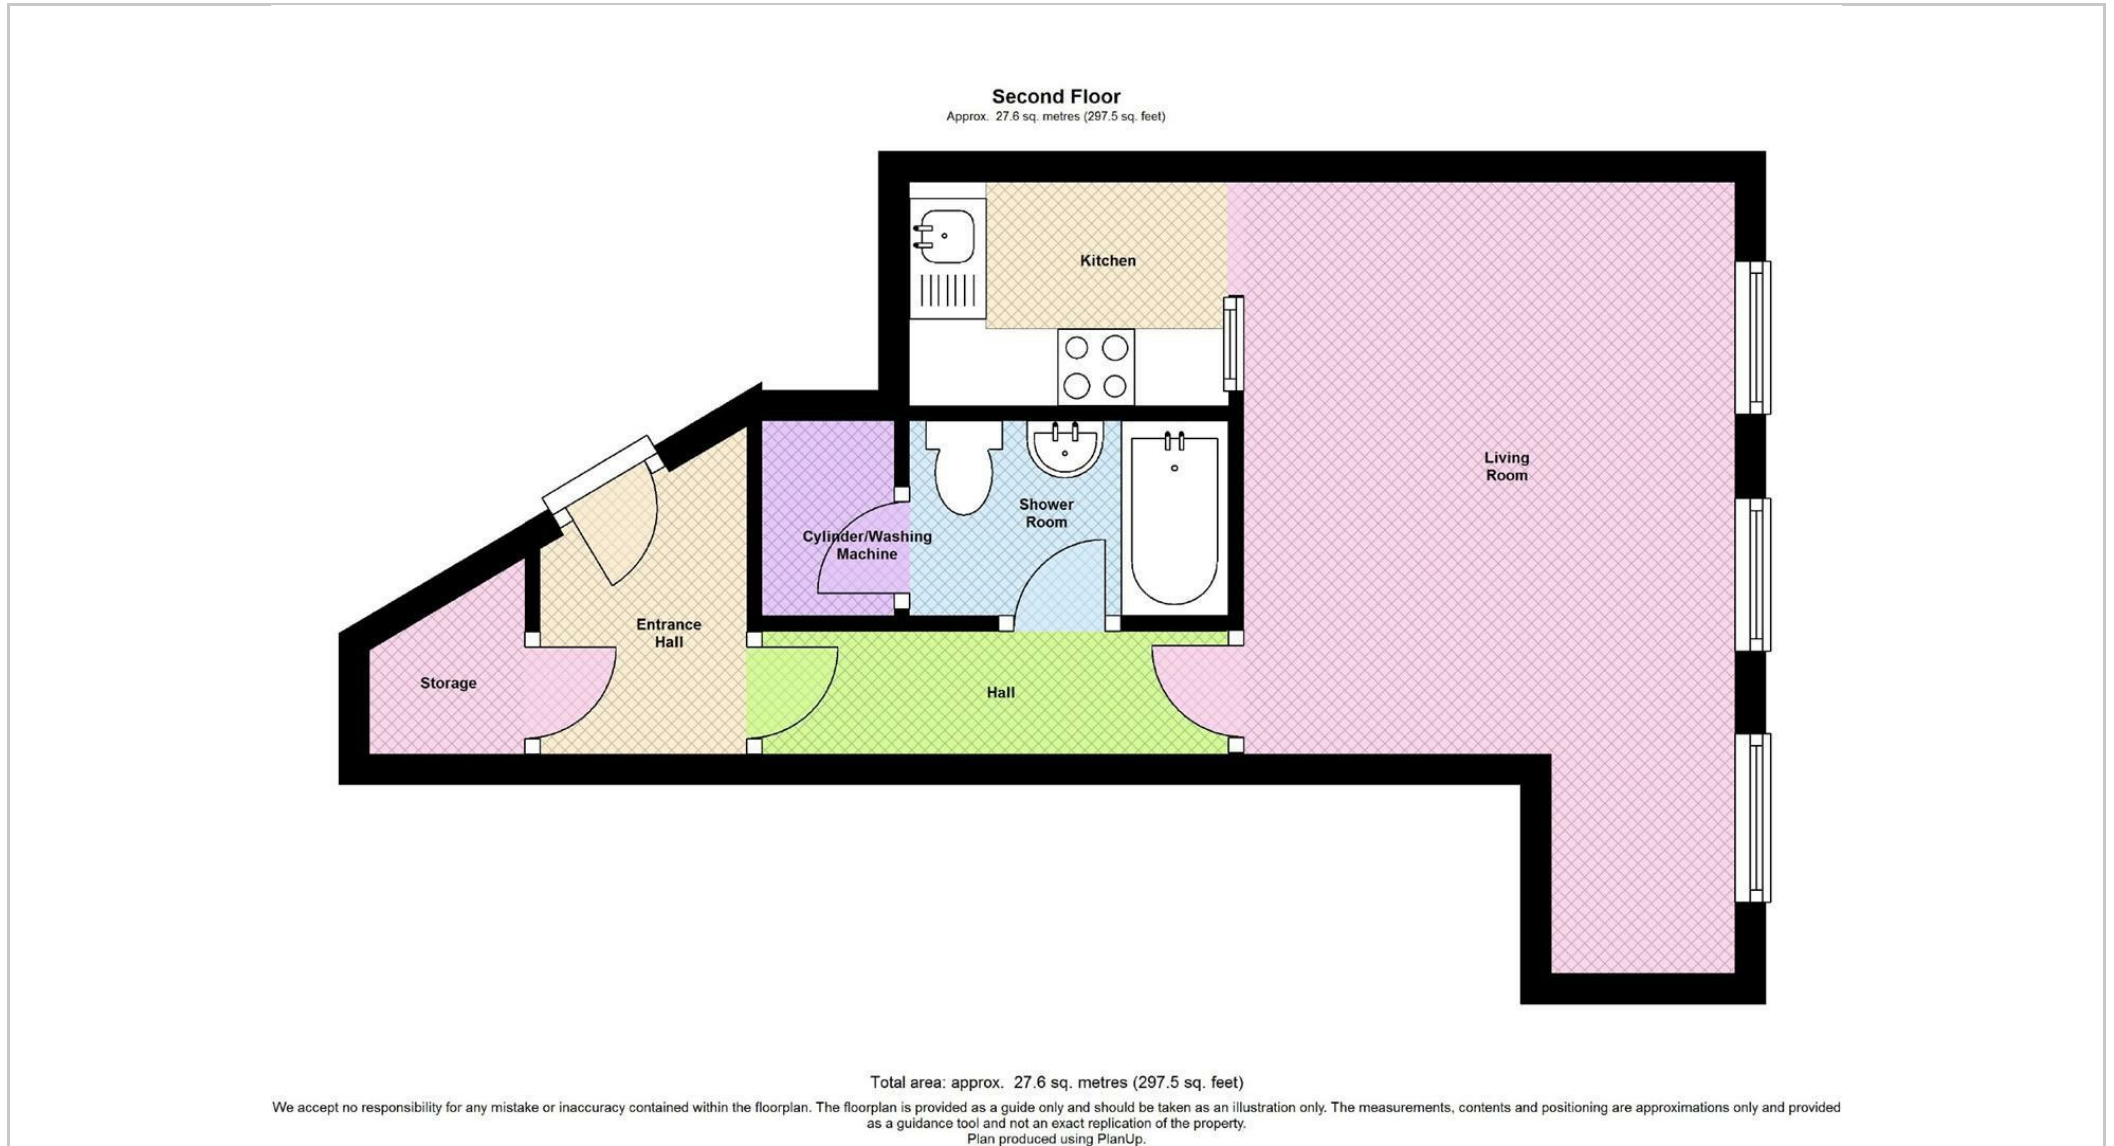 Second Floor
Approx. 27.6 sq. metres (297.5 sq. feet)
Kitchen
Living
Room
Shower
Room
Cylinder/Washing
Machine
Entrance
Hall
Storage
Hall
Total area: approx. 27.6 sq. metres (297.5 sq. feet)
We accept no responsibility for any mistake or inaccuracy contained within the floorplan. The floorplan is provided as a guide only and should be taken as an illustration only. The measurements, contents and positioning are approximations only and provided
as a guidance tool and not an exact replication of the property.
Plan produced using PlanUp.